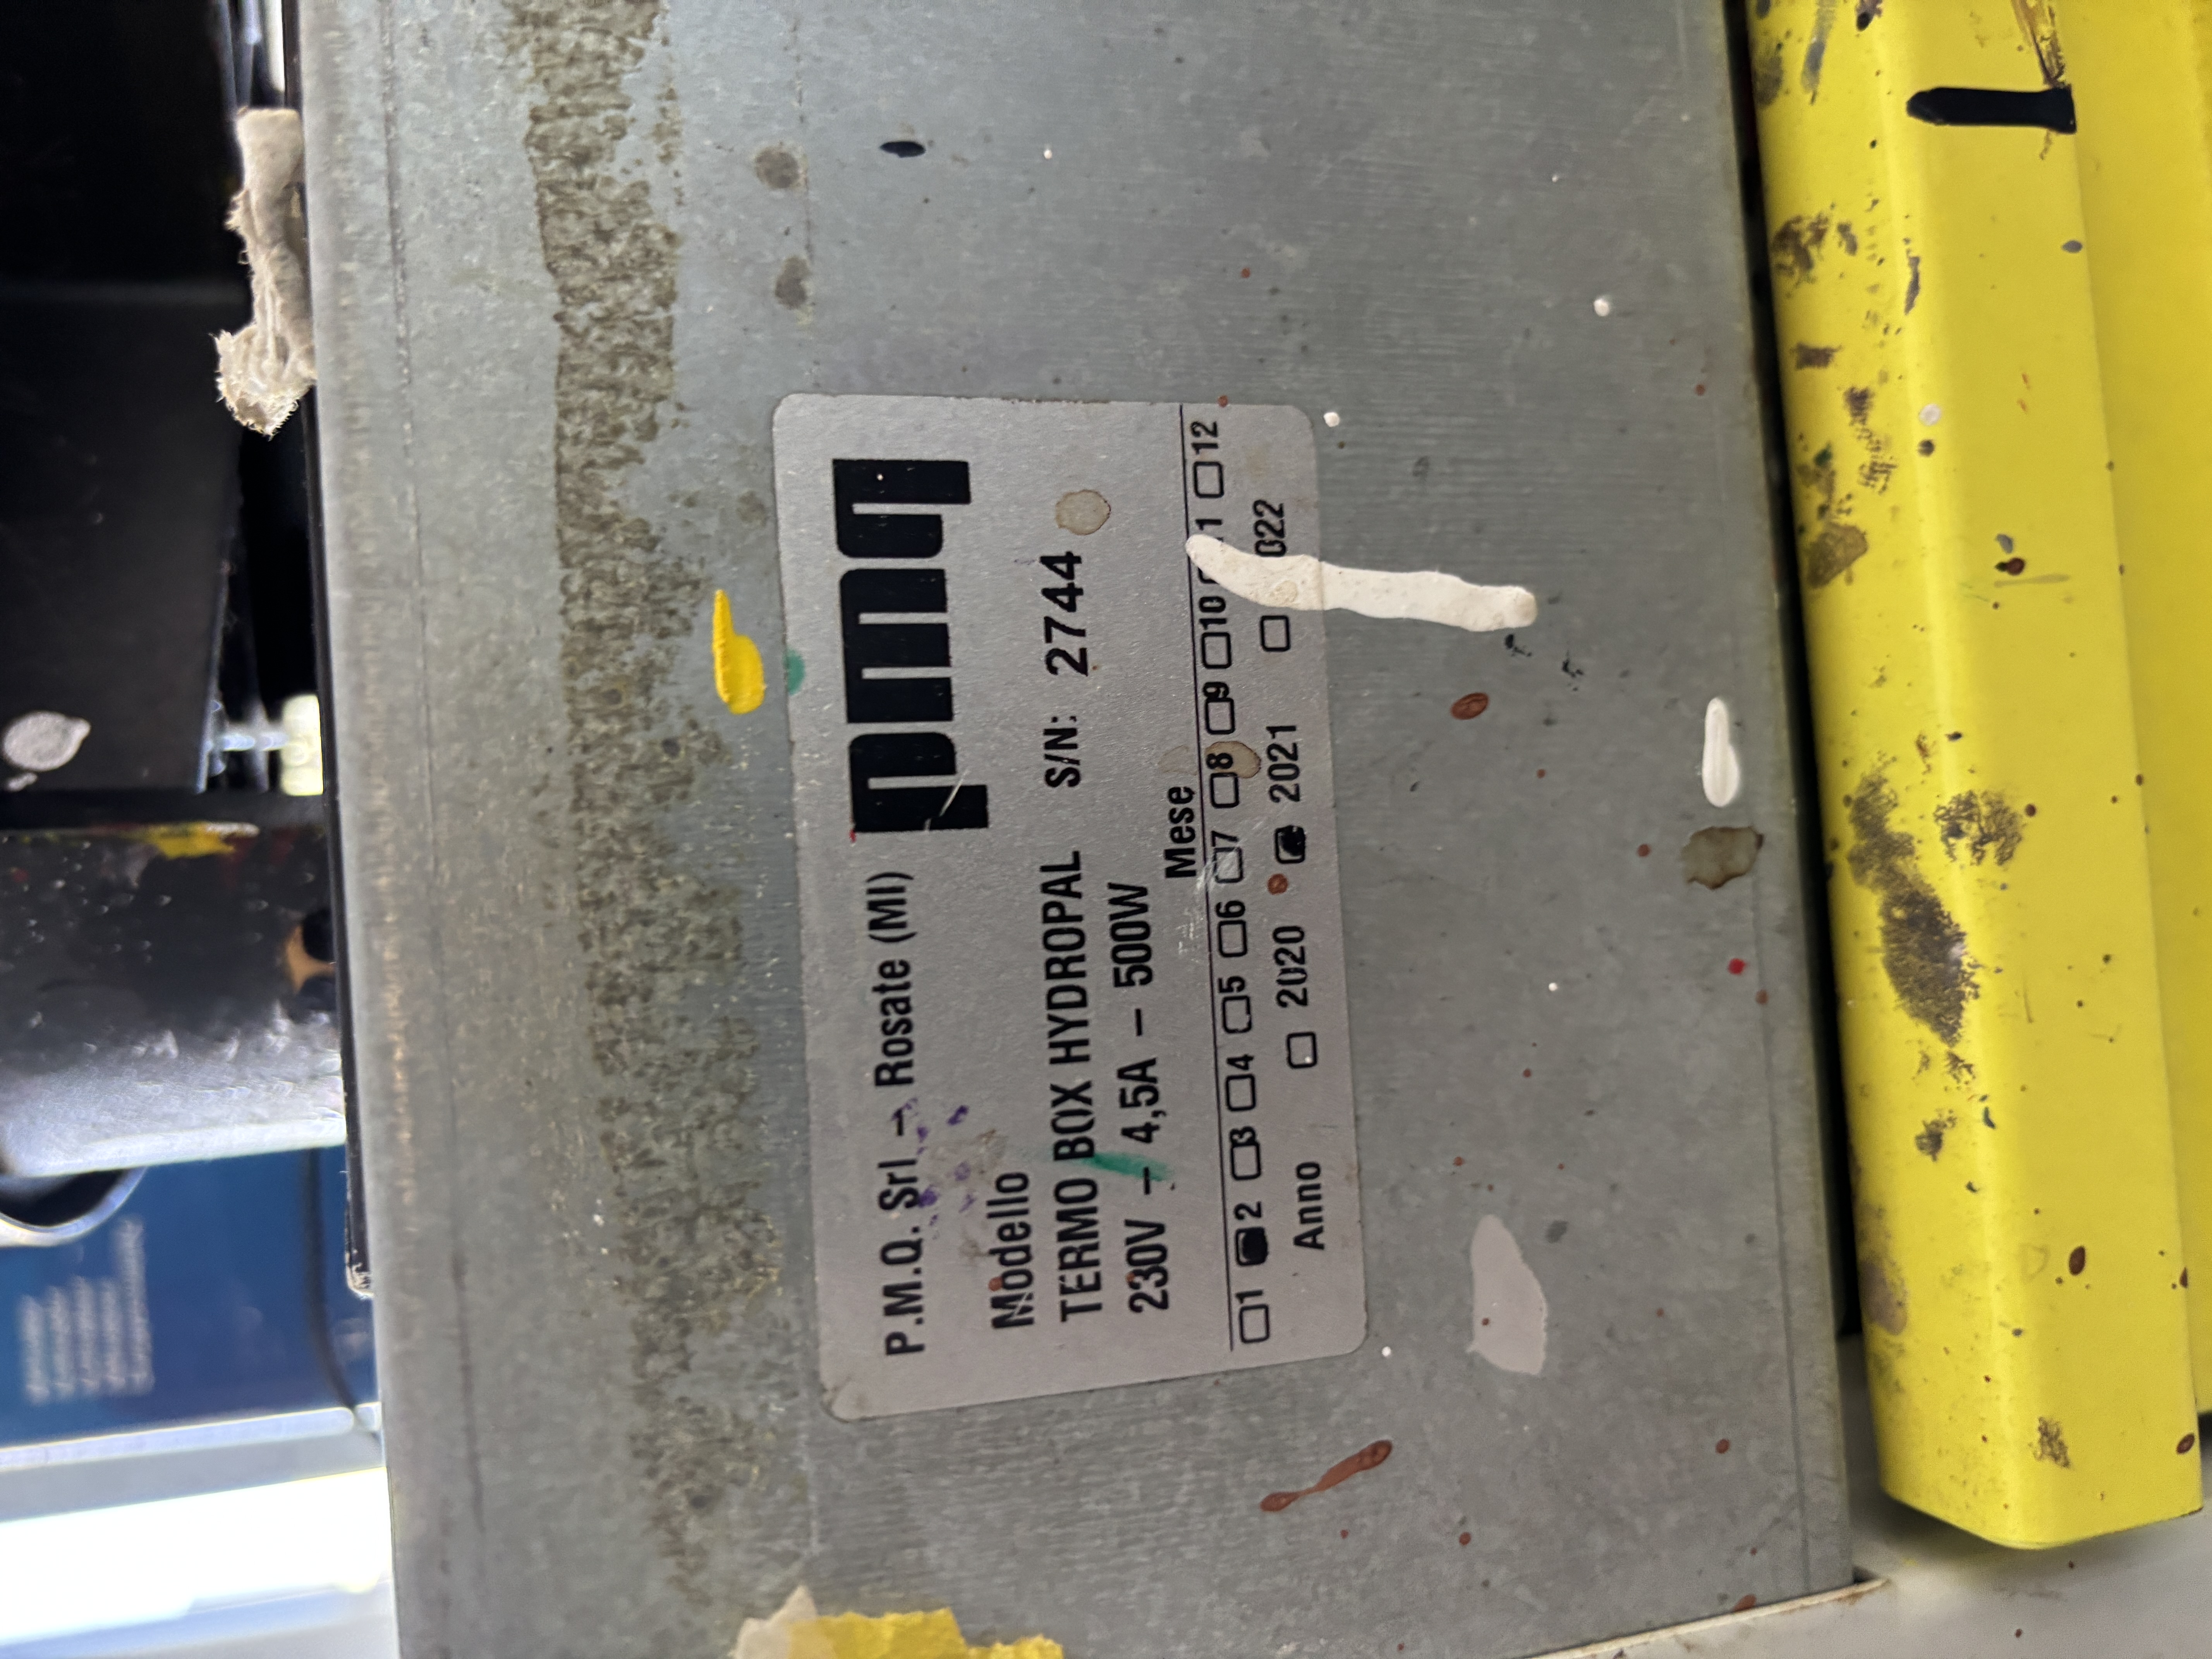 P.M.Q. Srl – Rosate (MI)
pmq
Modello
TERMO BOX HYDROPAL S/N: 2744
230V – 4,5A – 500W
Mese
1 2 3 4 5 6 7 8 9 10 12
Anno 2020 2021